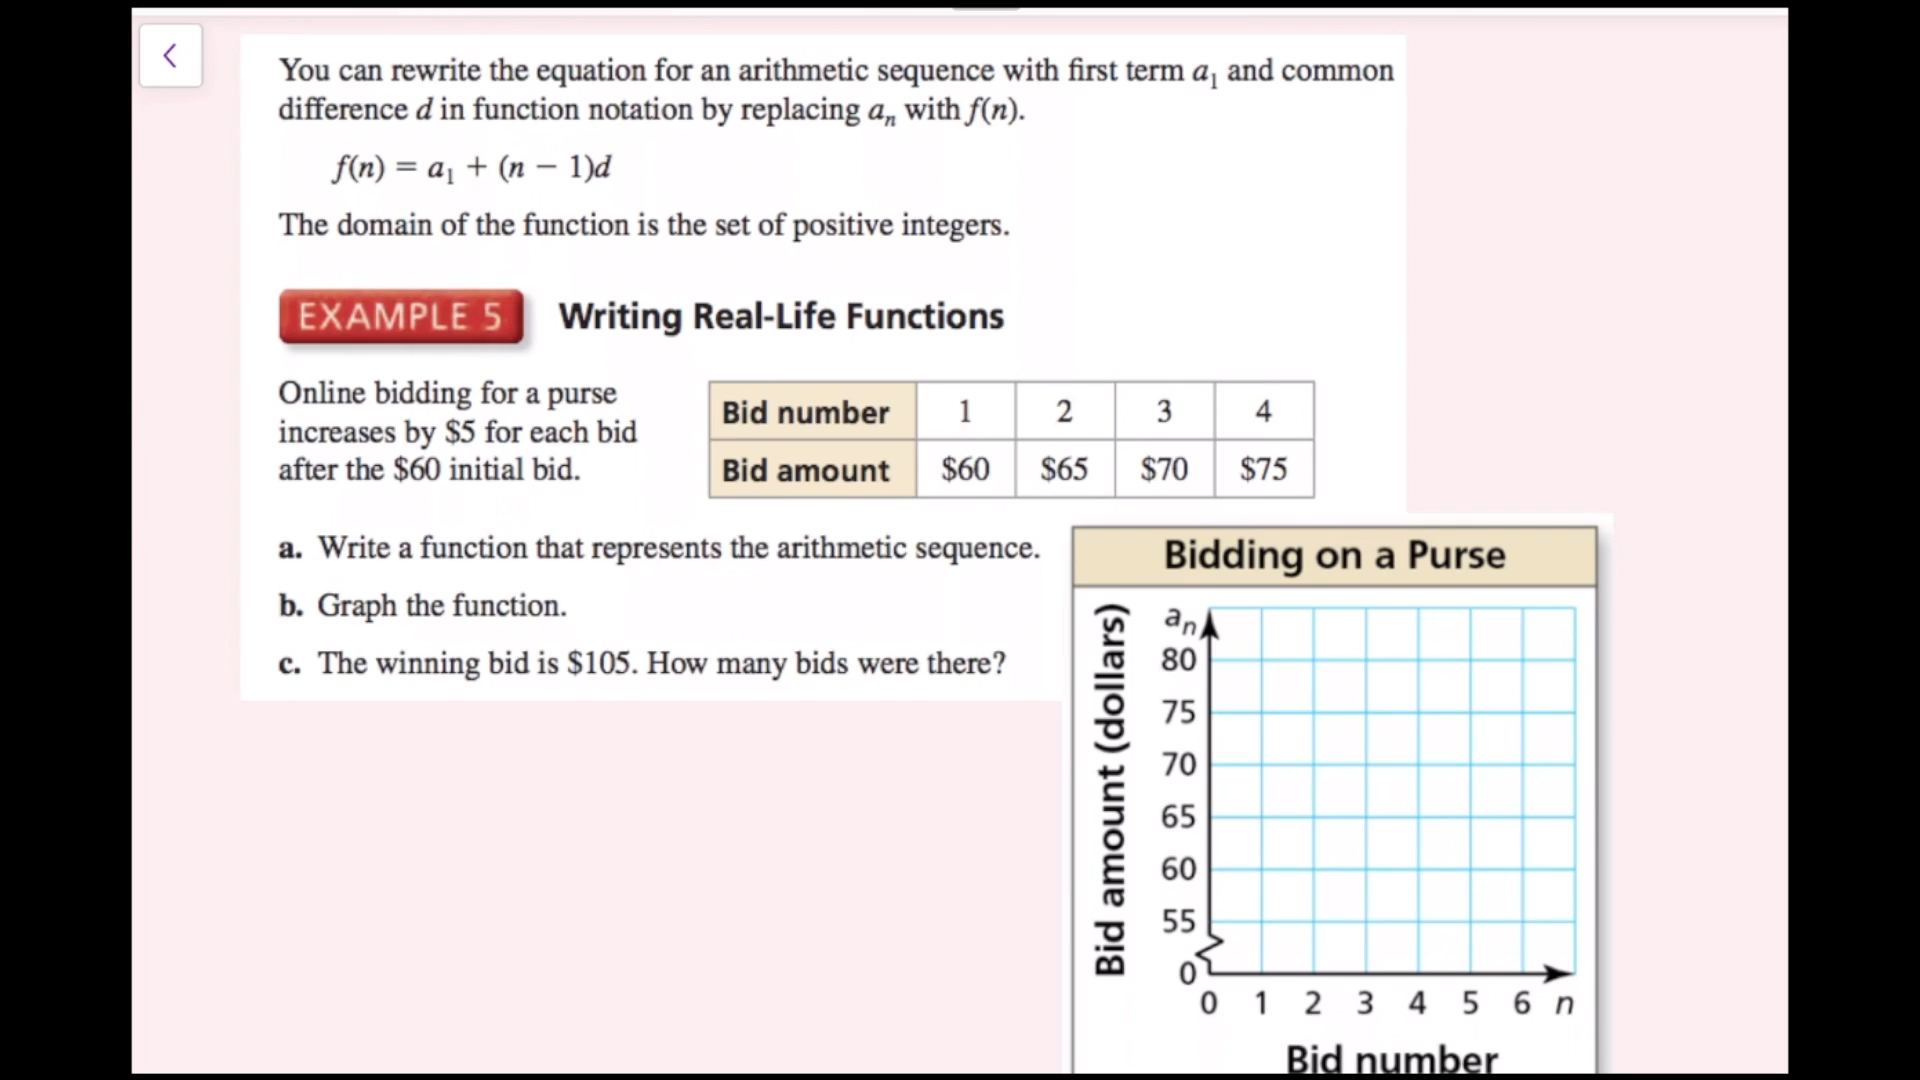 You can rewrite the equation for an arithmetic sequence with first term a₁ and common
difference d in function notation by replacing aₙ with f(n).
f(n) = a₁ + (n − 1)d
The domain of the function is the set of positive integers.
EXAMPLE 5 Writing Real-Life Functions
Online bidding for a purse
increases by $5 for each bid
after the $60 initial bid.
Bid number 1 2 3 4
Bid amount $60 $65 $70 $75
a. Write a function that represents the arithmetic sequence.
b. Graph the function.
c. The winning bid is $105. How many bids were there?
Bidding on a Purse
Bid amount (dollars)
aₙ
80
75
70
65
60
55
0
0 1 2 3 4 5 6 n
Bid number